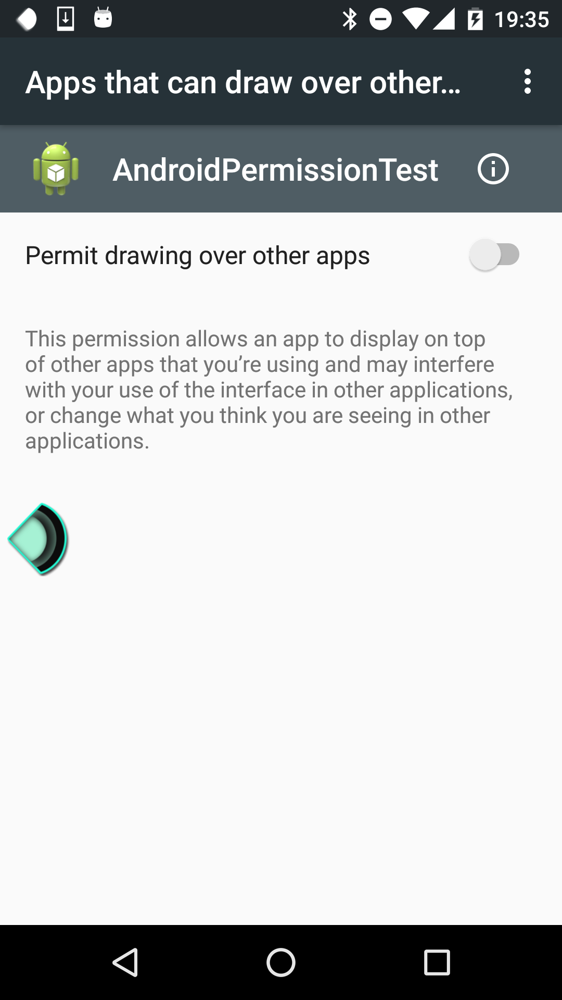 19:35
Apps that can draw over other...
AndroidPermissionTest
Permit drawing over other apps
This permission allows an app to display on top
of other apps that you’re using and may interfere
with your use of the interface in other applications,
or change what you think you are seeing in other
applications.